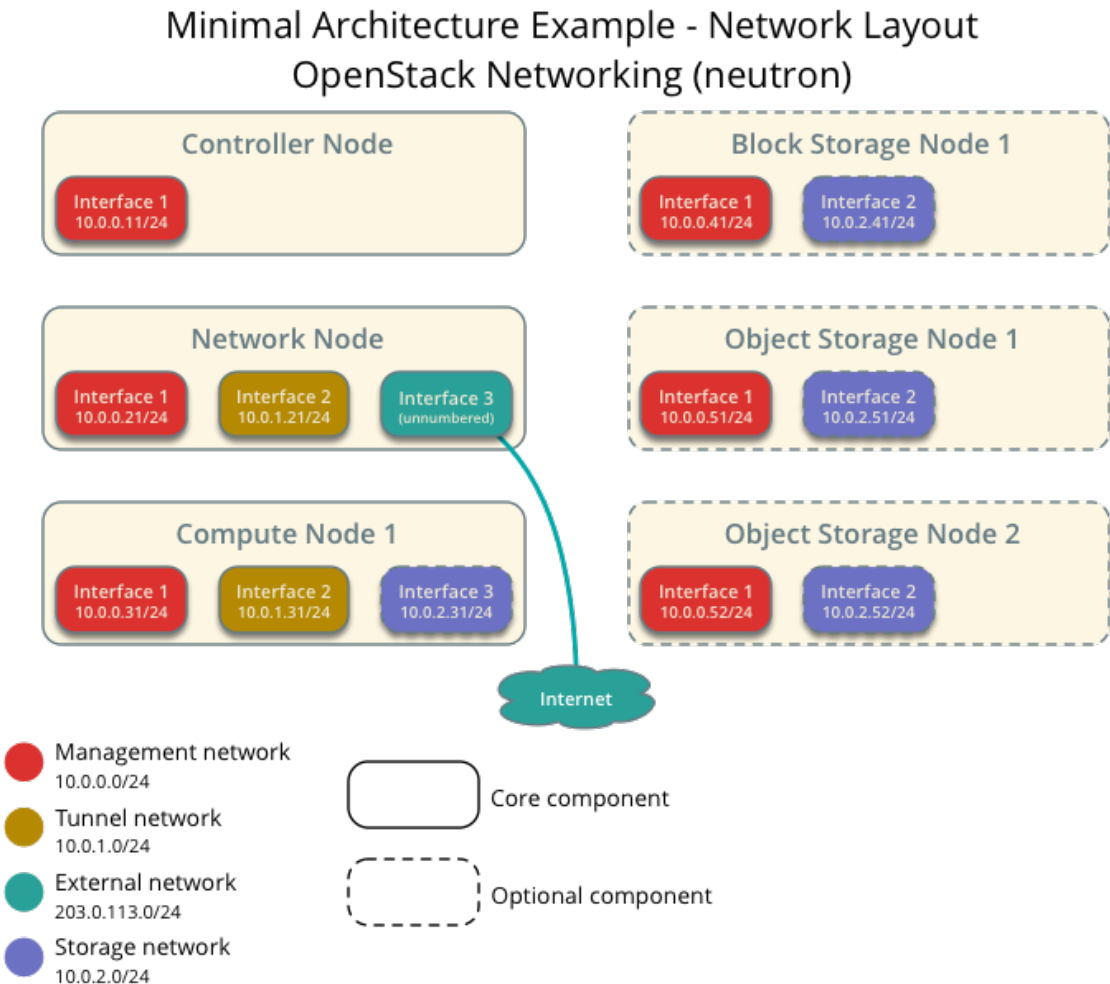 Minimal Architecture Example - Network Layout
OpenStack Networking (neutron)
Controller Node
Interface 1
10.0.0.11/24
Block Storage Node 1
Interface 1
10.0.0.41/24
Interface 2
10.0.2.41/24
Network Node
Interface 1
10.0.0.21/24
Interface 2
10.0.1.21/24
Interface 3
(unnumbered)
Object Storage Node 1
Interface 1
10.0.0.51/24
Interface 2
10.0.2.51/24
Compute Node 1
Interface 1
10.0.0.31/24
Interface 2
10.0.1.31/24
Interface 3
10.0.2.31/24
Object Storage Node 2
Interface 1
10.0.0.52/24
Interface 2
10.0.2.52/24
Internet
Management network
10.0.0.0/24
Tunnel network
10.0.1.0/24
External network
203.0.113.0/24
Storage network
10.0.2.0/24
Core component
Optional component